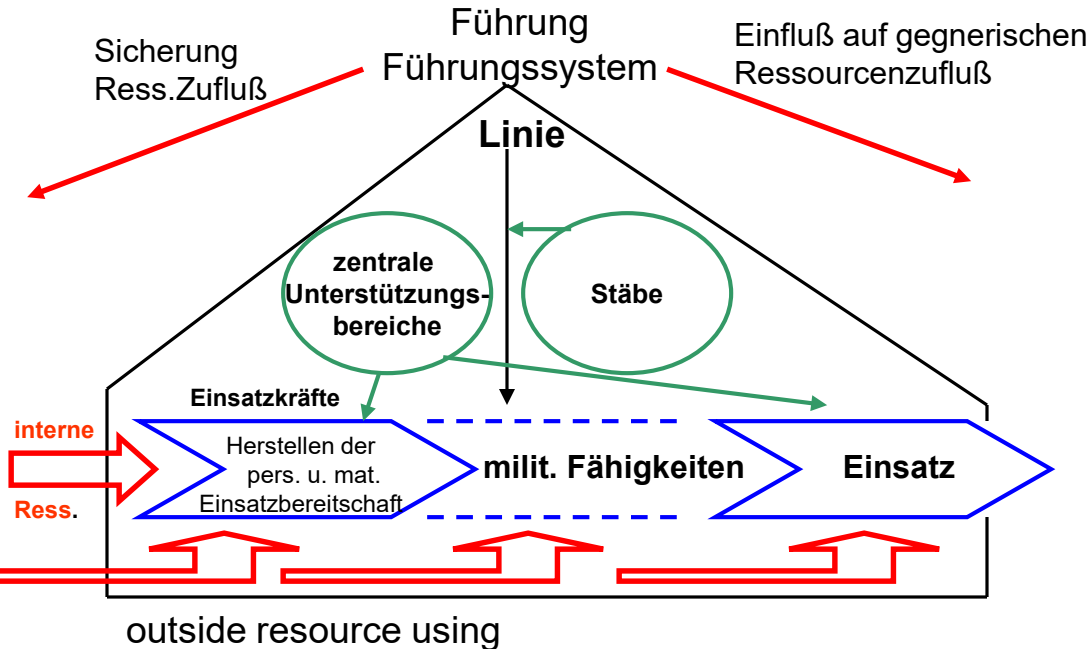 Führung
Führungssystem
Sicherung
Ress.Zufluß
Einfluß auf gegnerischen
Ressourcenzufluß
Linie
zentrale
Unterstützungs-
bereiche
Stäbe
Einsatzkräfte
interne
Ress.
Herstellen der
pers. u. mat.
Einsatzbereitschaft
milit. Fähigkeiten
Einsatz
outside resource using